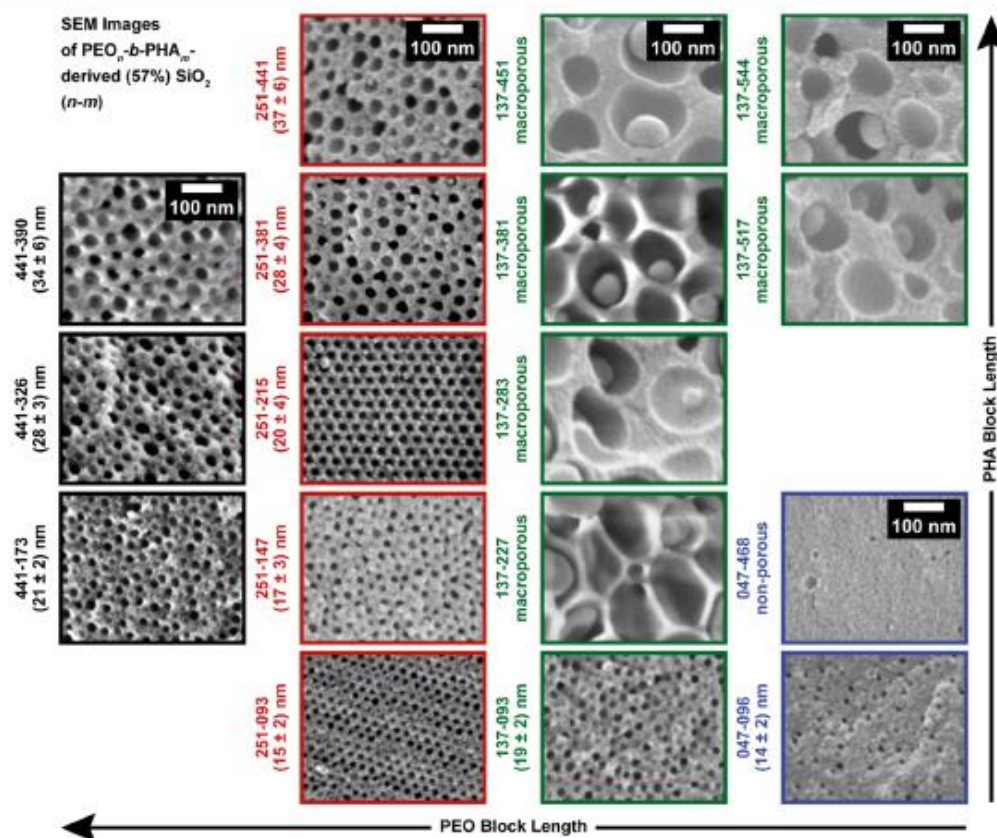 SEM Images
of PEOₙ-b-PHAₘ-
derived (57%) SiO₂
(n-m)
251-441
(37 ± 6) nm
100 nm
137-451
macroporous
100 nm
137-544
macroporous
100 nm
441-390
(34 ± 6) nm
100 nm
251-381
(28 ± 4) nm
137-381
macroporous
137-517
macroporous
441-326
(28 ± 3) nm
251-215
(20 ± 4) nm
137-283
macroporous
441-173
(21 ± 2) nm
251-147
(17 ± 3) nm
137-227
macroporous
047-468
non-porous
100 nm
251-093
(15 ± 2) nm
137-093
(19 ± 2) nm
047-096
(14 ± 2) nm
PHA Block Length
PEO Block Length